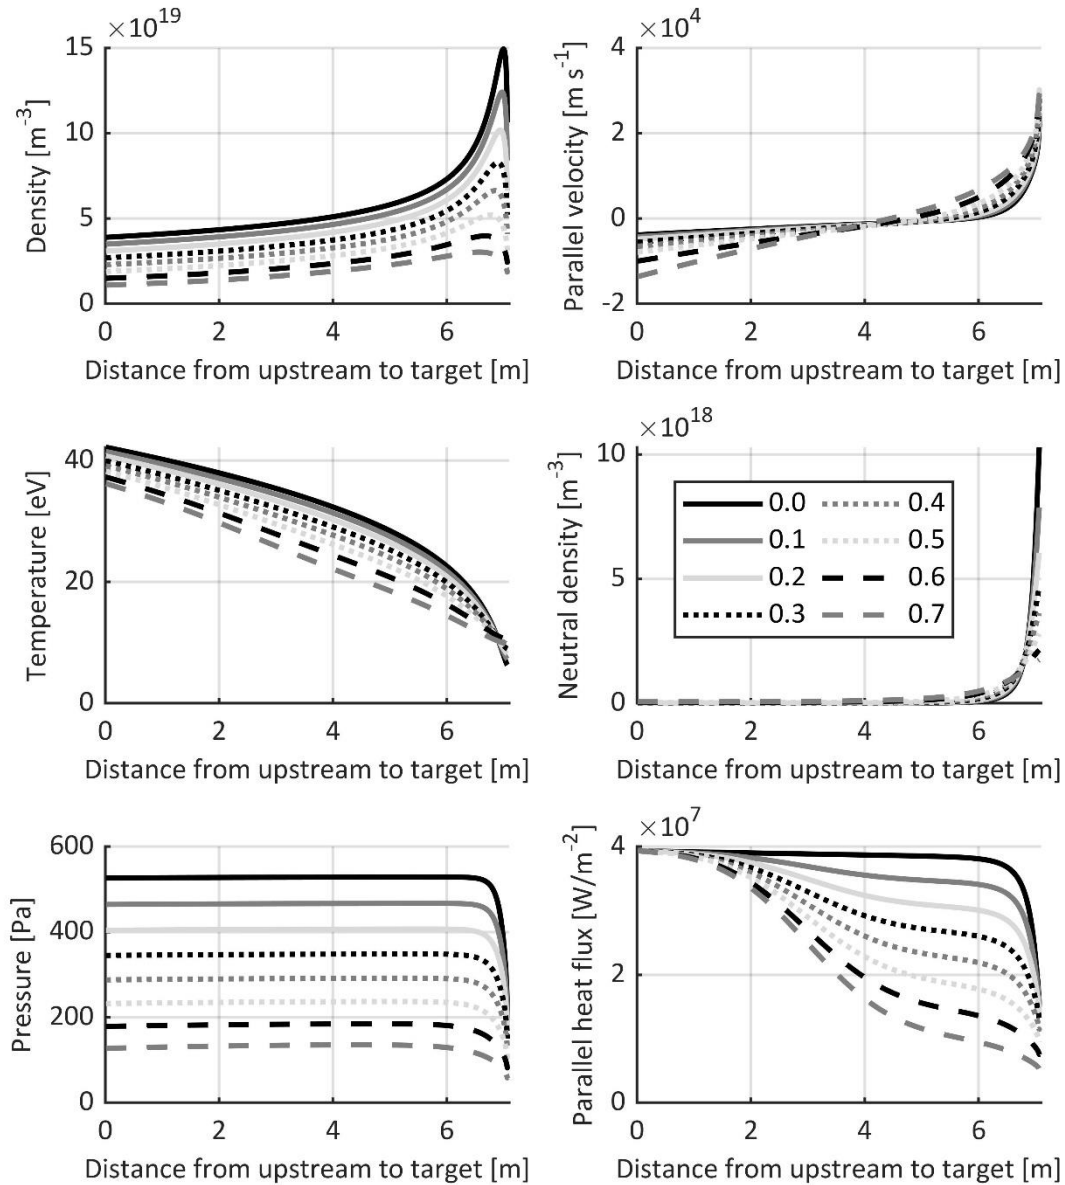 ×10^19
15
10
5
0
Density [m^-3]
0 2 4 6
Distance from upstream to target [m]
×10^4
4
2
0
-2
Parallel velocity [m s^-1]
0 2 4 6
Distance from upstream to target [m]
40
20
0
Temperature [eV]
0 2 4 6
Distance from upstream to target [m]
×10^18
10
5
0
Neutral density [m^-3]
0.0 0.4
0.1 0.5
0.2 0.6
0.3 0.7
0 2 4 6
Distance from upstream to target [m]
600
400
200
0
Pressure [Pa]
0 2 4 6
Distance from upstream to target [m]
×10^7
4
2
0
Parallel heat flux [W/m^-2]
0 2 4 6
Distance from upstream to target [m]